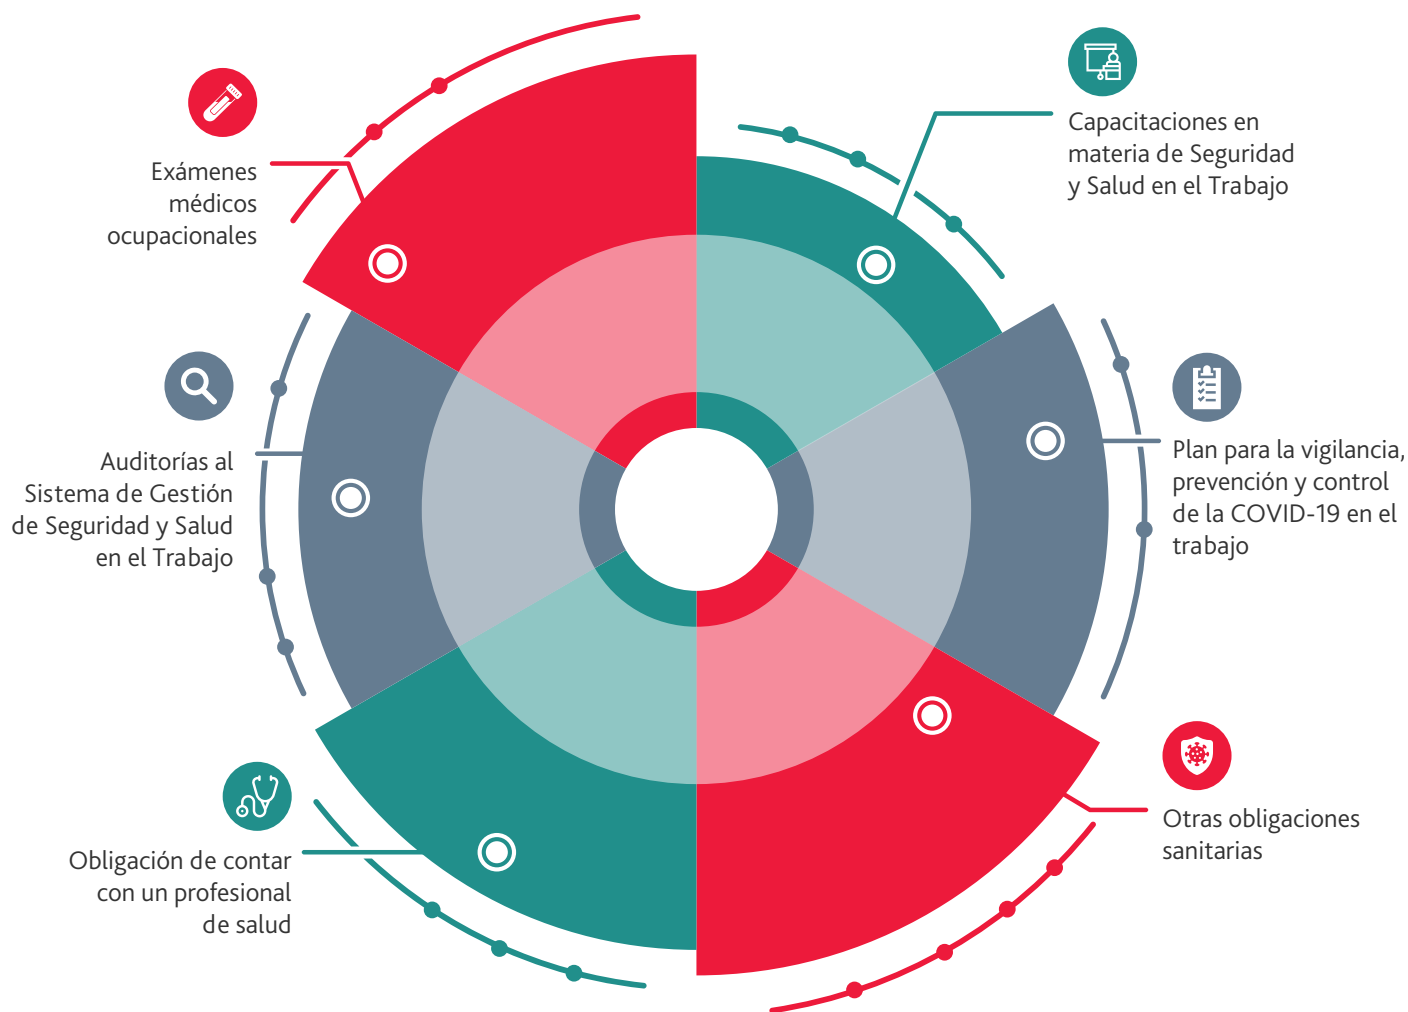 Exámenes
médicos
ocupacionales
Capacitaciones en
materia de Seguridad
y Salud en el Trabajo
Auditorías al
Sistema de Gestión
de Seguridad y Salud
en el Trabajo
Plan para la vigilancia,
prevención y control
de la COVID-19 en el
trabajo
Obligación de contar
con un profesional
de salud
Otras obligaciones
sanitarias